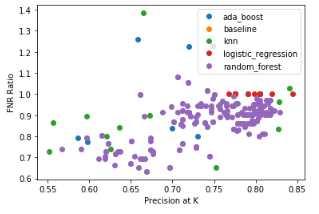 1.4
1.3
1.2
1.1
1.0
0.9
0.8
0.7
0.6
FNR Ratio
ada_boost
baseline
knn
logistic_regression
random_forest
0.55
0.60
0.65
0.70
0.75
0.80
0.85
Precision at K